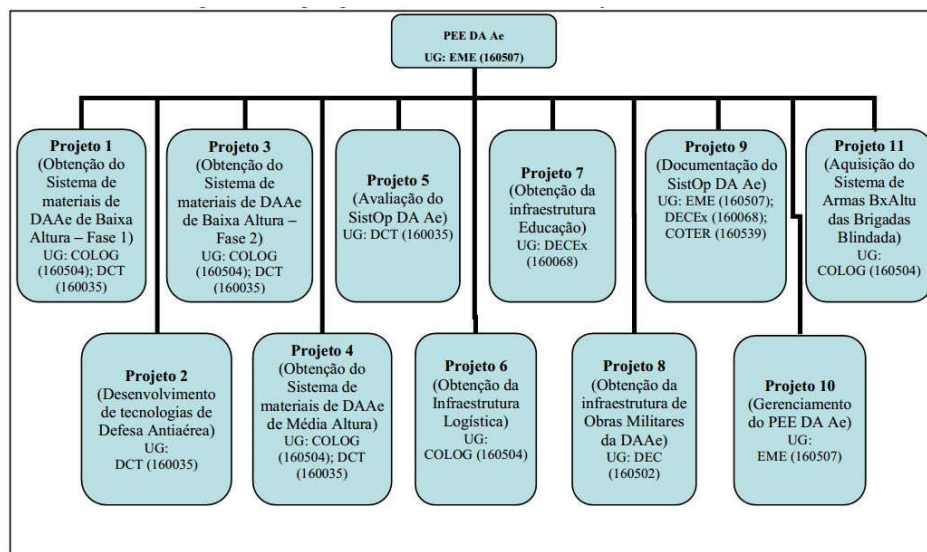 PEE DA Ae
UG: EME (160507)
Projeto 1
(Obtenção do
Sistema de
materiais de
DAAe de Baixa
Altura – Fase 1)
UG: COLOG
(160504); DCT
(160035)
Projeto 3
(Obtenção do
Sistema de
materiais de DAAe
de Baixa Altura –
Fase 2)
UG: COLOG
(160504); DCT
(160035)
Projeto 5
(Avaliação do
SistOp DA Ae)
UG: DCT (160035)
Projeto 7
(Obtenção da
infraestrutura
Educação)
UG: DECEx
(160068)
Projeto 9
(Documentação do
SistOp DA Ae)
UG: EME (160507);
DECEx (160068);
COTER (160539)
Projeto 11
(Aquisição do
Sistema de
Armas BxAltu
das Brigadas
Blindada)
UG:
COLOG (160504)
Projeto 2
(Desenvolvimento
de tecnologias de
Defesa Antiaérea)
UG:
DCT (160035)
Projeto 4
(Obtenção do
Sistema de
materiais de DAAe
de Média Altura)
UG: COLOG
(160504); DCT
(160035)
Projeto 6
(Obtenção da
Infraestrutura
Logística)
UG:
COLOG (160504)
Projeto 8
(Obtenção da
infraestrutura de
Obras Militares
da DAAe)
UG: DEC
(160502)
Projeto 10
(Gerenciamento
do PEE DA Ae)
UG:
EME (160507)